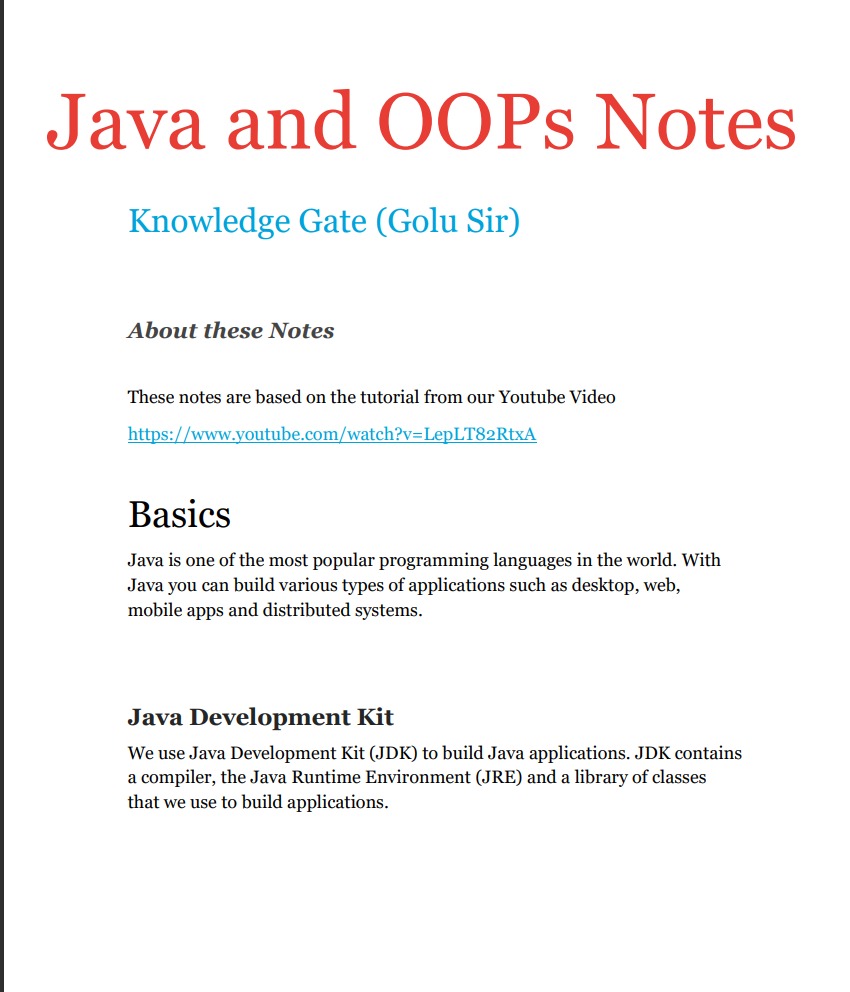 Java and OOPs Notes
Knowledge Gate (Golu Sir)
About these Notes
These notes are based on the tutorial from our Youtube Video
https://www.youtube.com/watch?v=LepLT82RtxA
Basics
Java is one of the most popular programming languages in the world. With
Java you can build various types of applications such as desktop, web,
mobile apps and distributed systems.
Java Development Kit
We use Java Development Kit (JDK) to build Java applications. JDK contains
a compiler, the Java Runtime Environment (JRE) and a library of classes
that we use to build applications.